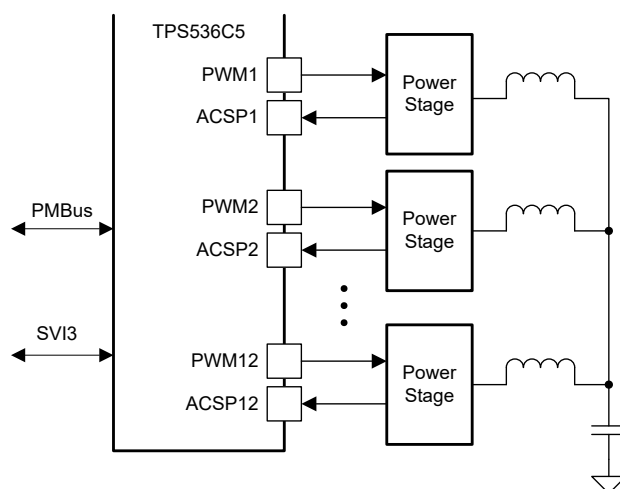 TPS536C5
PWM1
Power
Stage
ACSP1
PMBus
PWM2
Power
Stage
ACSP2
SVI3
PWM12
Power
Stage
ACSP12